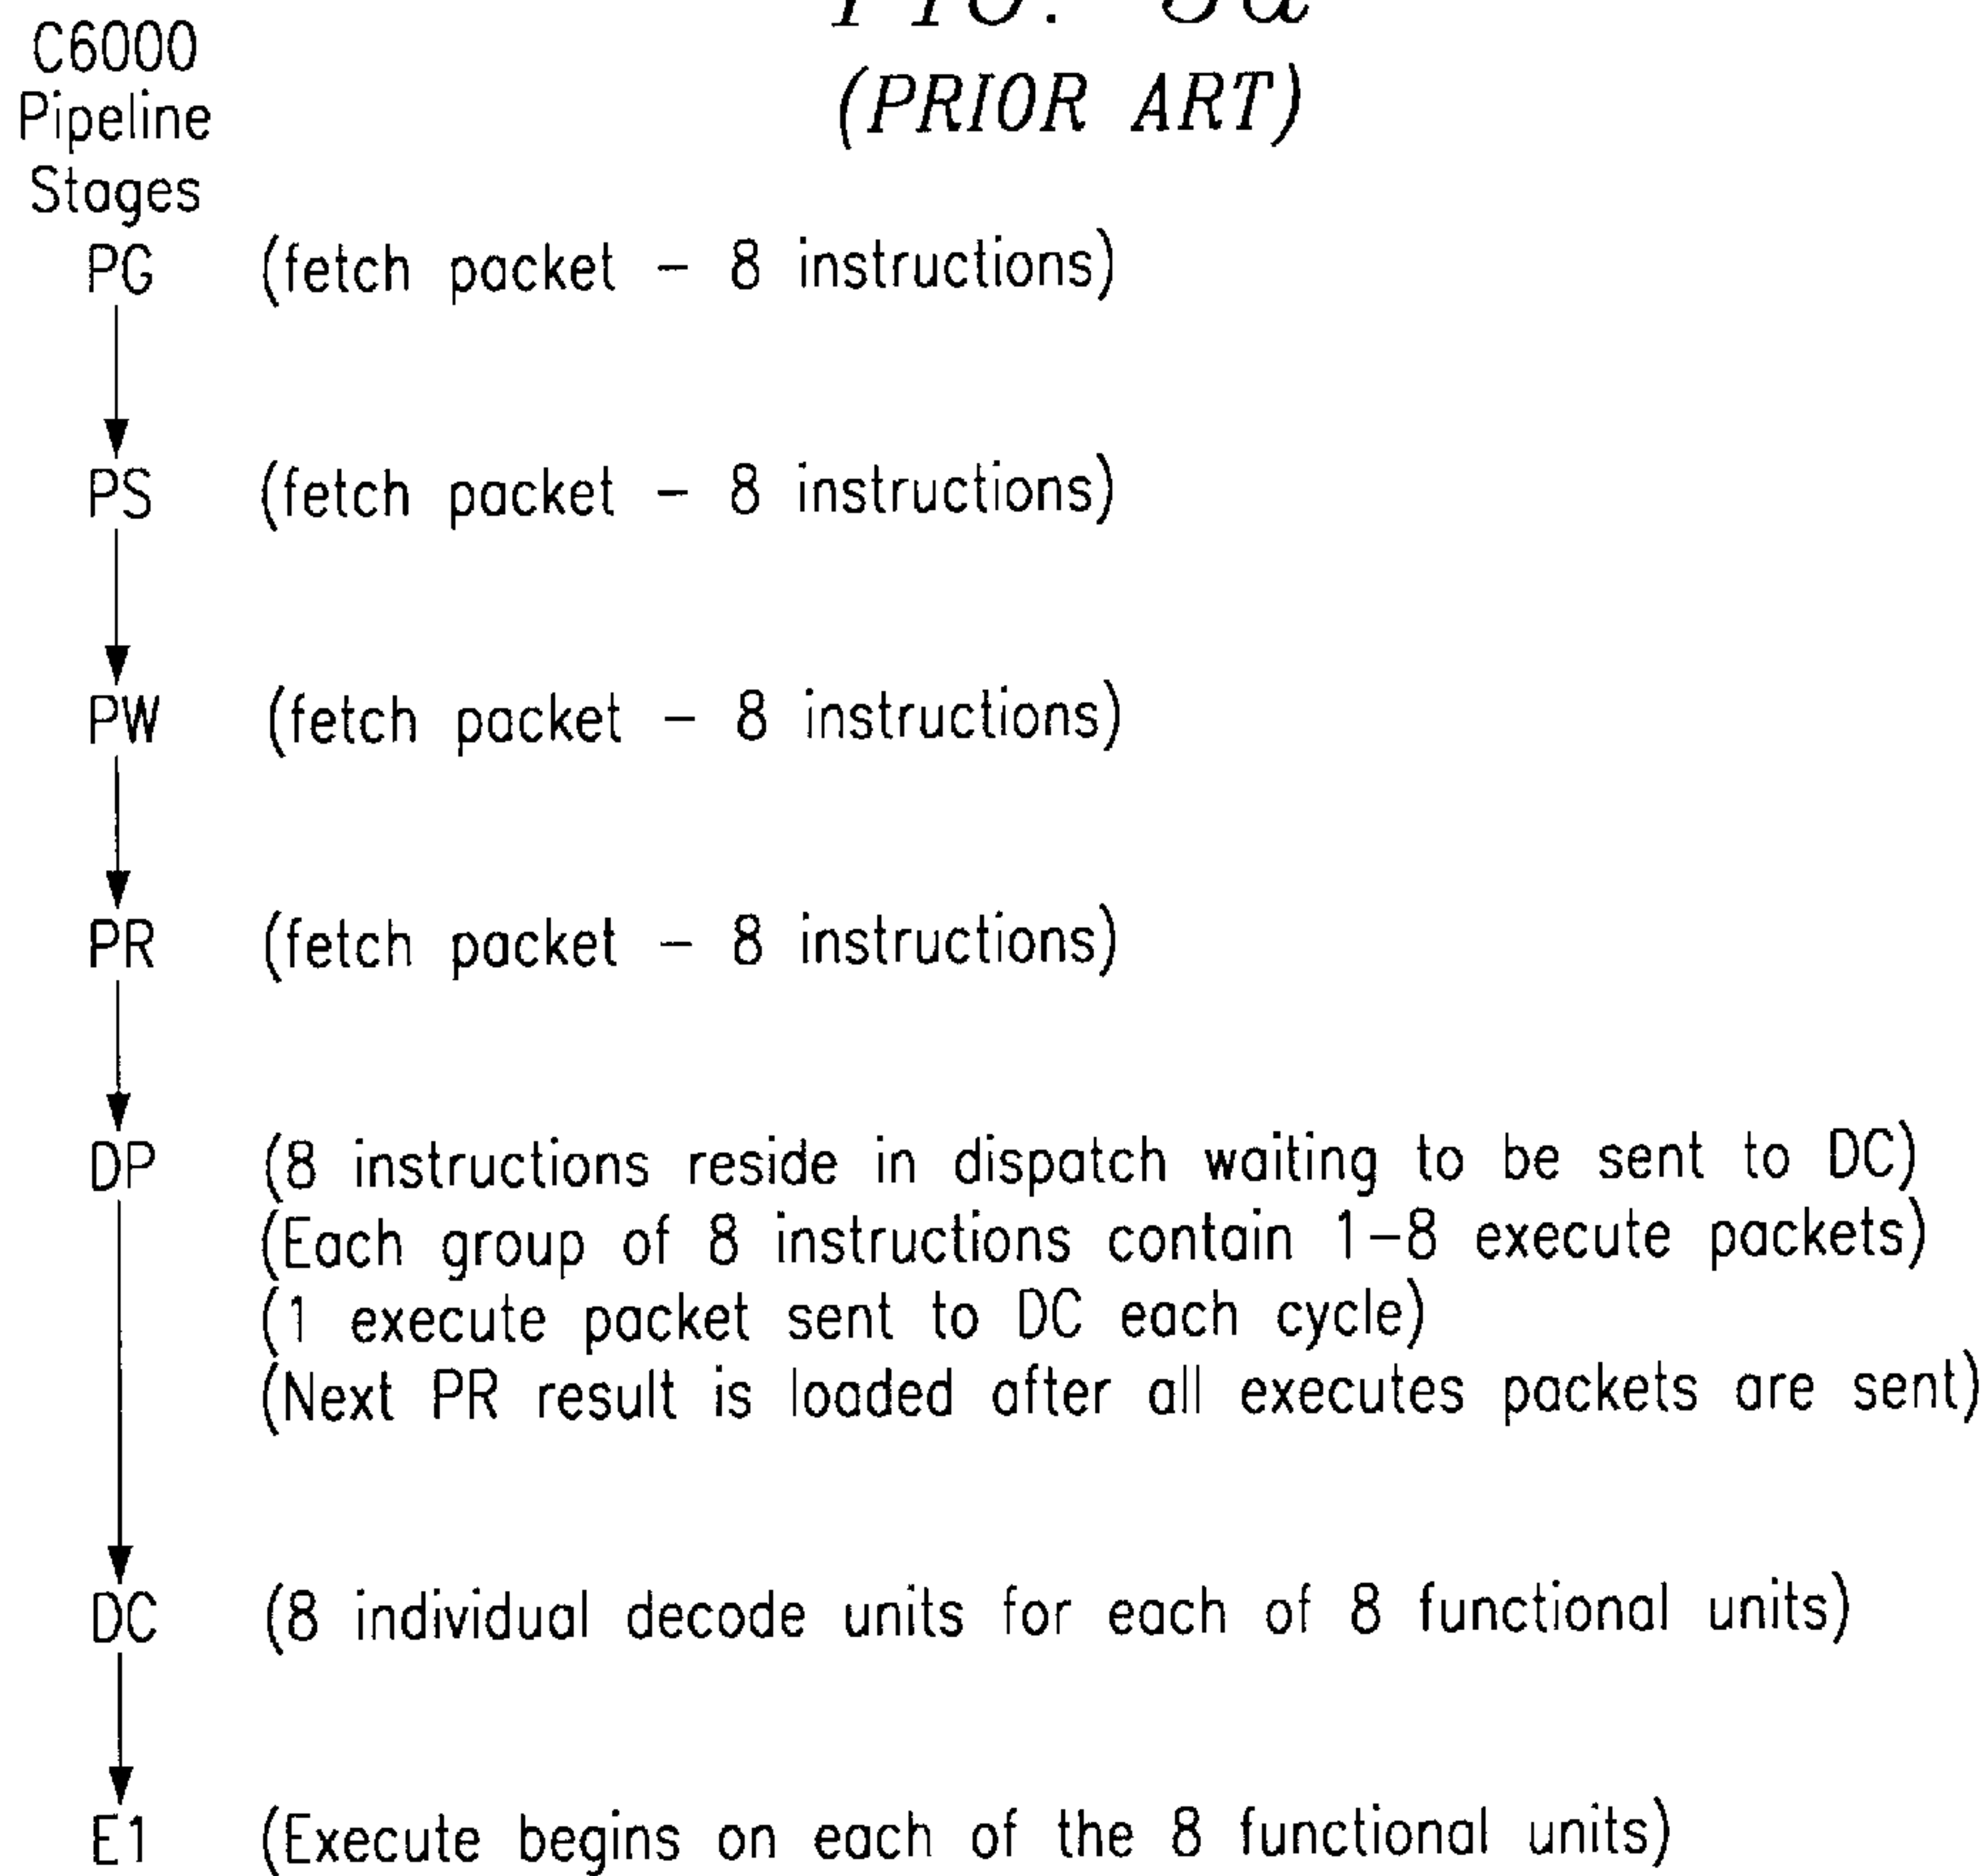 FIG.
(PRIOR ART)
C6000
Pipeline
Stages
PG (fetch packet - 8 instructions)
PS (fetch packet - 8 instructions)
PW (fetch packet - 8 instructions)
PR (fetch packet - 8 instructions)
DP (8 instructions reside in dispatch waiting to be sent to DC)
(Each group of 8 instructions contain 1-8 execute packets)
(1 execute packet sent to DC each cycle)
(Next PR result is loaded after all executes packets are sent)
DC (8 individual decode units for each of 8 functional units)
E1 (Execute begins on each of the 8 functional units)